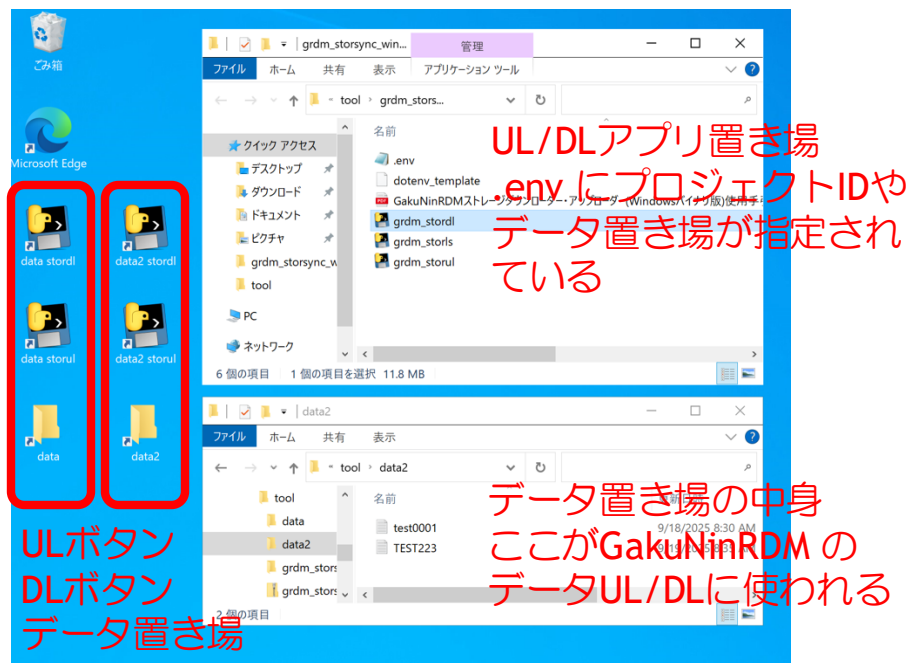 ごみ箱
Microsoft Edge
data stordl
data2 stordl
data storul
data2 storul
data
data2
ULボタン
DLボタン
データ置き場
grdm_storsync_win...
管理
ファイル ホーム 共有 表示 アプリケーション ツール
tool › grdm_stors...
クイック アクセス
デスクトップ
ダウンロード
ドキュメント
ピクチャ
grdm_storsync_w
tool
PC
ネットワーク
名前
.env
dotenv_template
GakuNinRDMストレージダウンローダー・アップローダー(Windowsバイナリ版)使用手
grdm_stordl
grdm_storls
grdm_storul
6 個の項目 1 個の項目を選択 11.8 MB
UL/DLアプリ置き場
.env にプロジェクトIDや
データ置き場が指定され
ている
data2
ファイル ホーム 共有 表示
tool › data2
tool
data
data2
grdm_stors
grdm_stors
名前
test0001
9/18/2025 8:30 AM
TEST223
2 個の項目
データ置き場の中身
ここがGakuNinRDM の
データUL/DLに使われる